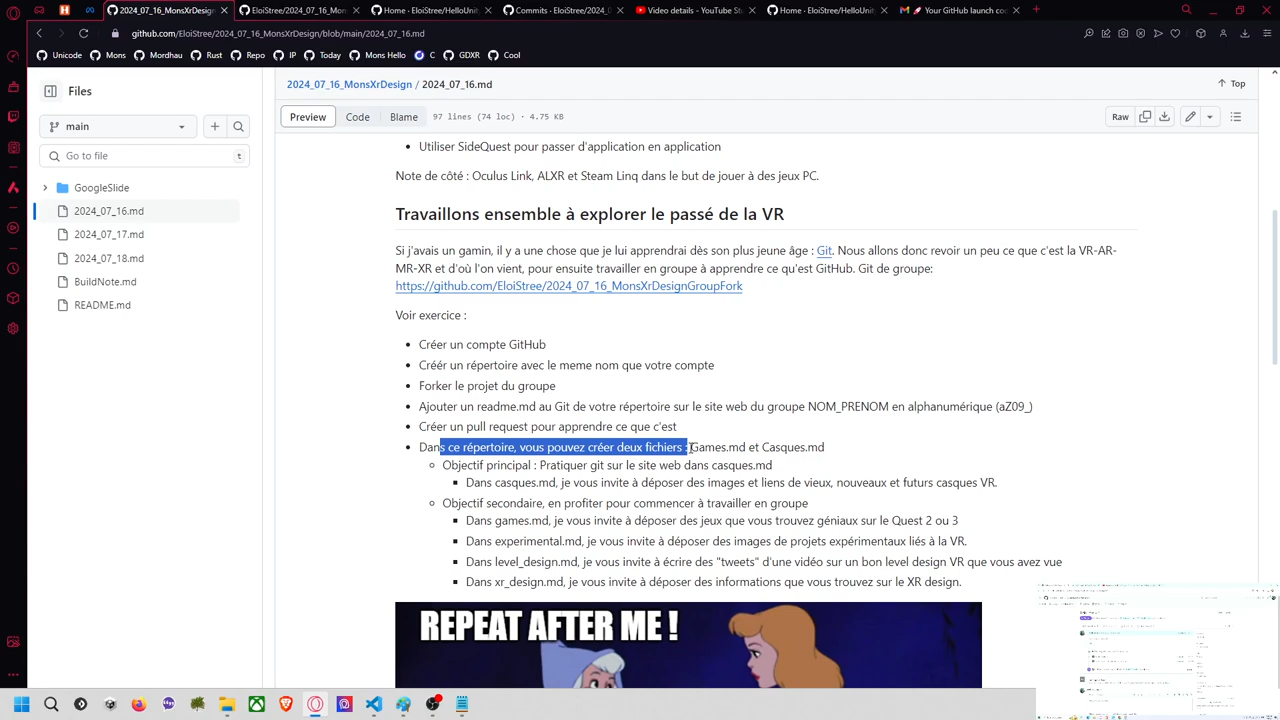 2024_07_16_MonsXrDesign
EloiStree/2024_07_16_Mons
Home - EloiStree/HelloUnity
Commits - EloiStree/2024_0
Video details - YouTube Stu
Home - EloiStree/HelloUnity
Your GitHub launch co
github.com/EloiStree/2024_07_16_MonsXrDesign/blob/main/2024_07_16.md
Unicode Mons Mordhau Rust Repo IP Today Mons Hello C GDXR Cool
Files
2024_07_16_MonsXrDesign / 2024_07_16.md
Top
main
Preview Code Blame 97 lines (74 loc) · 4.75 KB Raw
Go to file t
GoogleSlide
2024_07_16.md
2024_07_17.md
2024_07_18.md
BuildNote.md
README.md
Utiliser SideQuest pour passer d'application en application
Note de côté : Oculus Link, ALXR et Steam Linq dans le but de jouer à des jeux PC.
Travaillons ensemble à explorer le passé de la VR
Si j'avais un gamin, il y a une chose que je lui apprendrai dès son plus jeune âge : Git. Nous allons donc revoir un peu ce que c'est la VR-AR-
MR-XR et d'où l'on vient, pour ensuite travailler en groupe à apprendre ce qu'est GitHub. Git de groupe:
https://github.com/EloiStree/2024_07_16_MonsXrDesignGroupFork
Voir exercice :
Créer un compte GitHub
Créér un répertoire avec le meme nom que votre compte
Forker le projet du groupe
Ajouter un readme.md au Git de votre répertoire sur le site web du groupe NOM_PRENOM en alphanumérique (aZ09_)
Créer un pull request pour apprendre ce que c'est
Dans ce répertoire, vous pouvez créer deux fichiers : Games.md et Casques.md
Objectif principal : Pratiquer git sur le site web dans casques.md
Dans casques.md, je vous invite à déposer des images et liens de vieux, nouveaux et futurs casques VR.
Objectif secondaire, en profiter pour commencer à travailler en groupe
Dans games.md, je vous invite à déposer des jeux que vous trouvez géniaux sur le Quest 2 ou 3
Dans experimental.md, je vous invite à déposer des images de projets expérimentaux liés à la VR.
Dans level_design.md, je vous invite à écrire des "tweets" d'une vidéo sur un bon level design VR que vous avez vue
Dans xr_design.md, je vous invite à déposer des informations que vous trouvez sur le XR design.